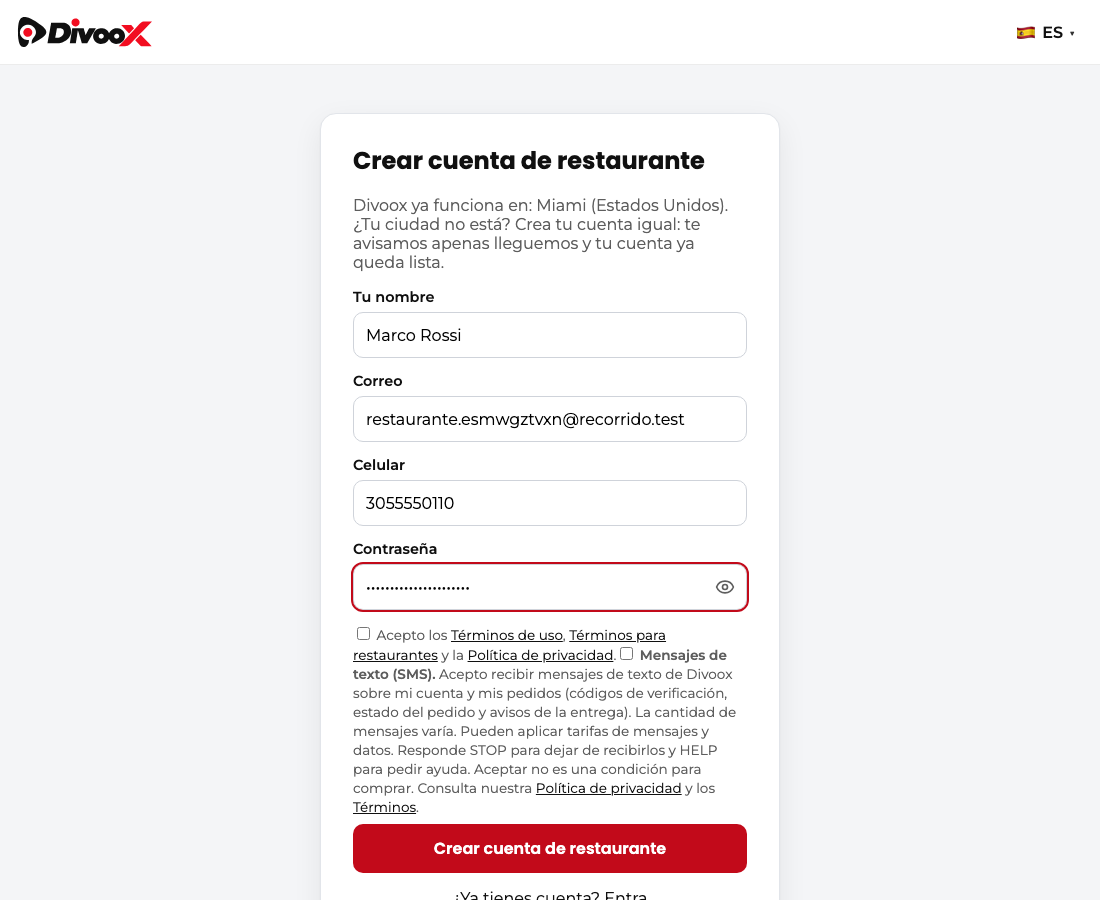 DivooX
ES
Crear cuenta de restaurante
Divoox ya funciona en: Miami (Estados Unidos).
¿Tu ciudad no está? Crea tu cuenta igual: te
avisamos apenas lleguemos y tu cuenta ya
queda lista.
Tu nombre
Marco Rossi
Correo
restaurante.esmwgztvxn@recorrido.test
Celular
3055550110
Contraseña
Acepto los Términos de uso, Términos para
restaurantes y la Política de privacidad. Mensajes de
texto (SMS). Acepto recibir mensajes de texto de Divoox
sobre mi cuenta y mis pedidos (códigos de verificación,
estado del pedido y avisos de la entrega). La cantidad de
mensajes varía. Pueden aplicar tarifas de mensajes y
datos. Responde STOP para dejar de recibirlos y HELP
para pedir ayuda. Aceptar no es una condición para
comprar. Consulta nuestra Política de privacidad y los
Términos.
Crear cuenta de restaurante
¿Ya tienes cuenta? Entra